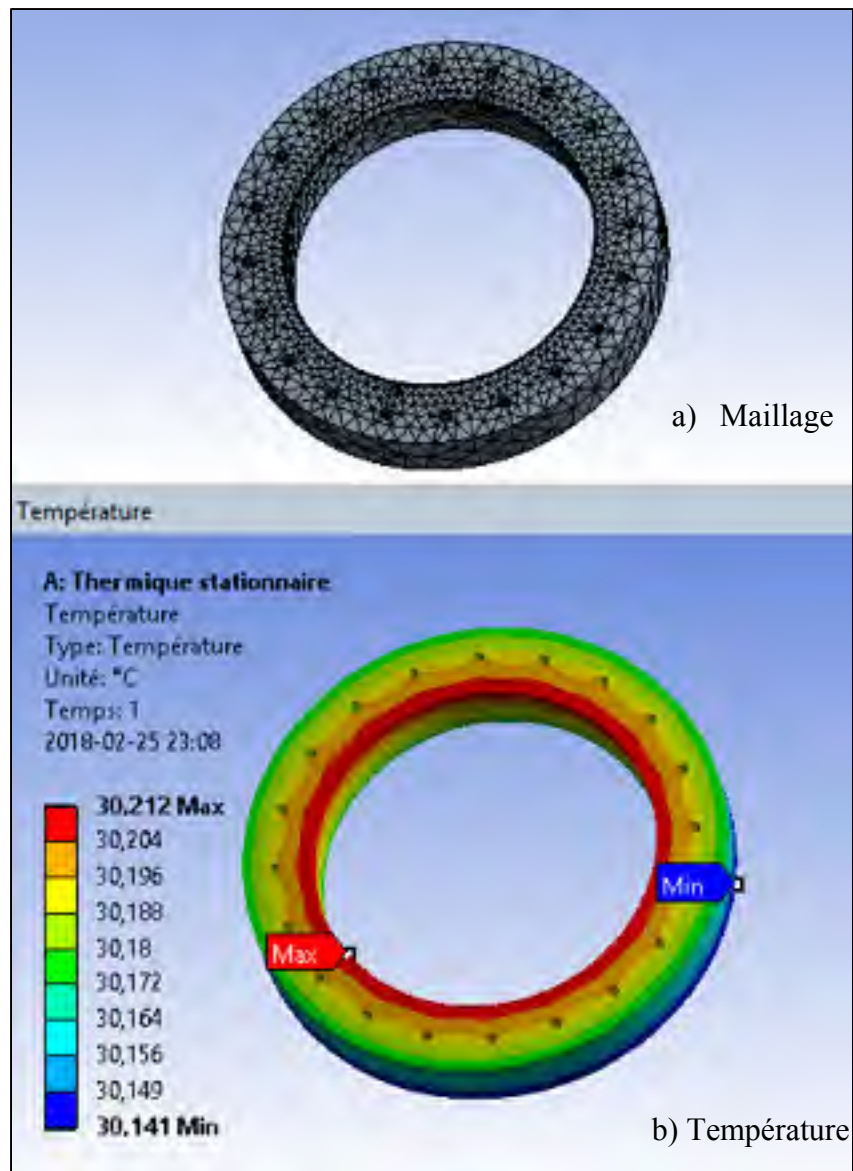 a) Maillage
Température
A: Thermique stationnaire
Température
Type: Température
Unité: °C
Temps: 1
2018-02-25 23:08
30,212 Max
30,204
30,196
30,188
30,18
30,172
30,164
30,156
30,149
30,141 Min
Min
Max
b) Température